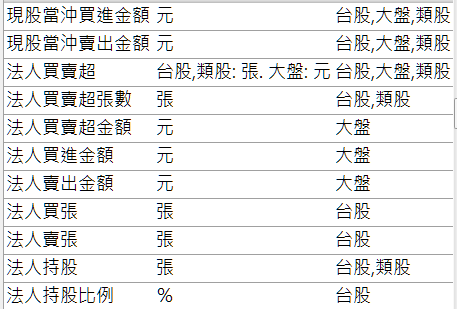 現股當沖買進金額 元 台股,大盤,類股
現股當沖賣出金額 元 台股,大盤,類股
法人買賣超 台股,類股: 張. 大盤: 元 台股,大盤,類股
法人買賣超張數 張 台股,類股
法人買賣超金額 元 大盤
法人買進金額 元 大盤
法人賣出金額 元 大盤
法人買張 張 台股
法人賣張 張 台股
法人持股 張 台股,類股
法人持股比例 % 台股